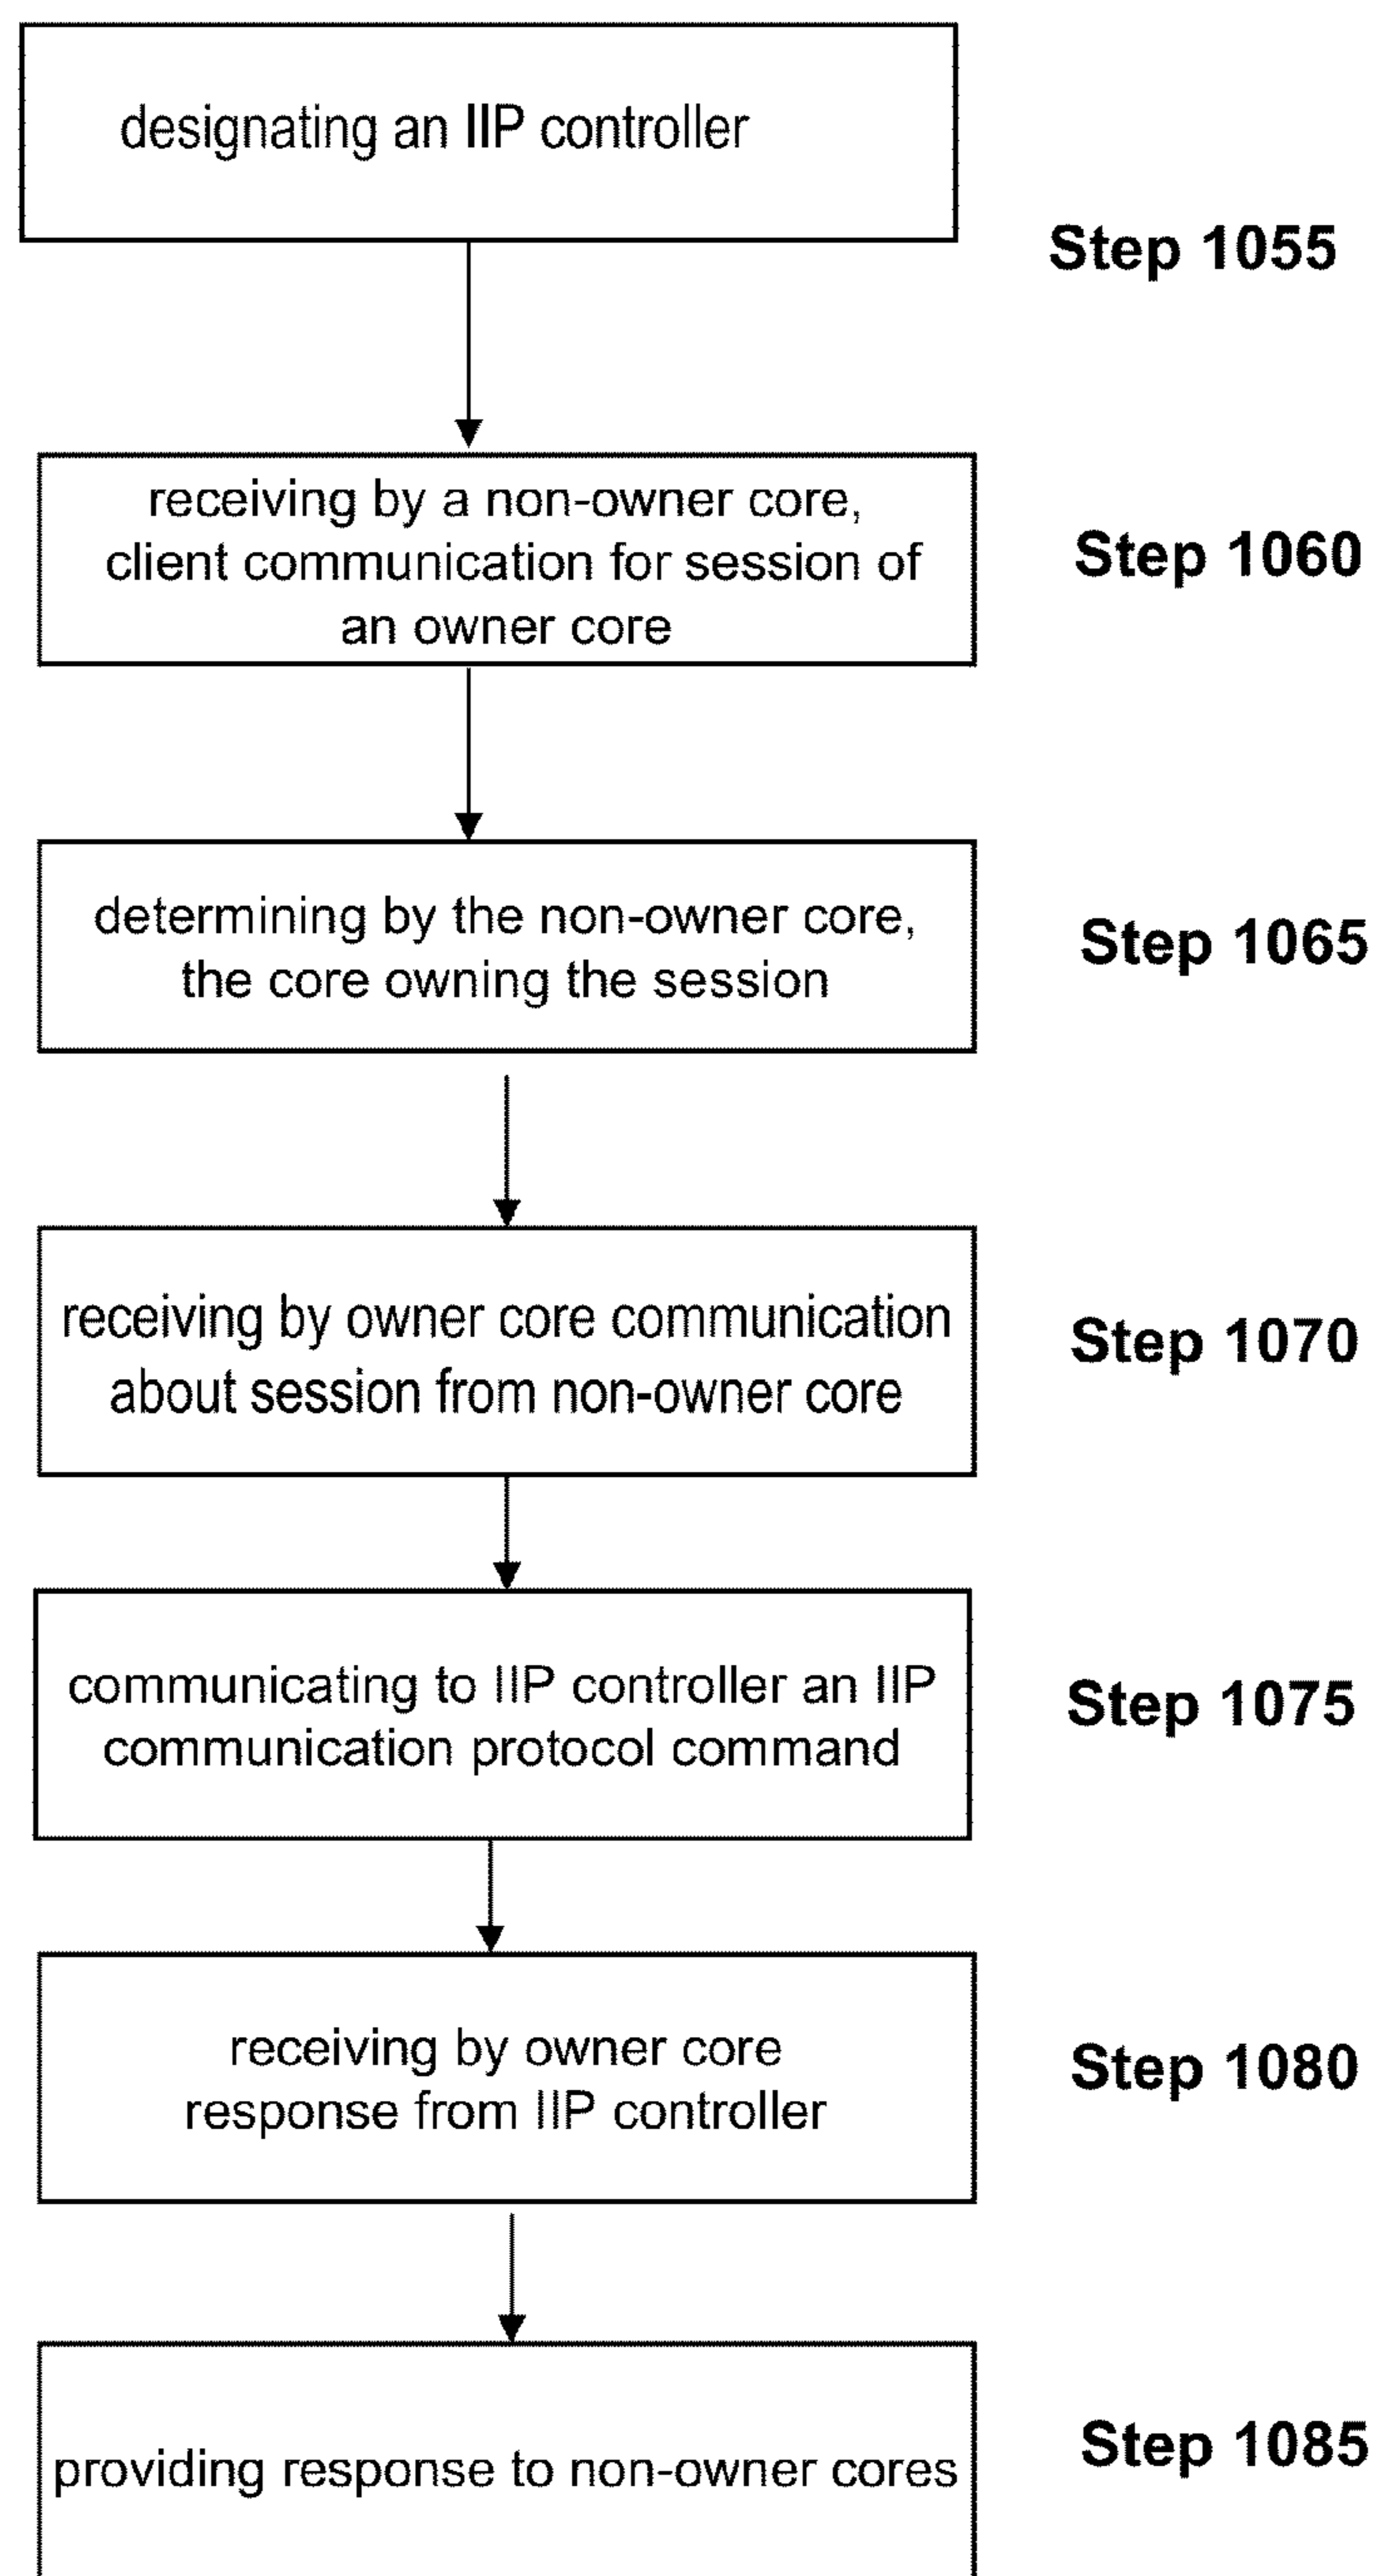 designating an IIP controller
Step 1055
receiving by a non-owner core,
client communication for session of
an owner core
Step 1060
determining by the non-owner core,
the core owning the session
Step 1065
receiving by owner core communication
about session from non-owner core
Step 1070
communicating to IIP controller an IIP
communication protocol command
Step 1075
receiving by owner core
response from IIP controller
Step 1080
providing response to non-owner cores
Step 1085